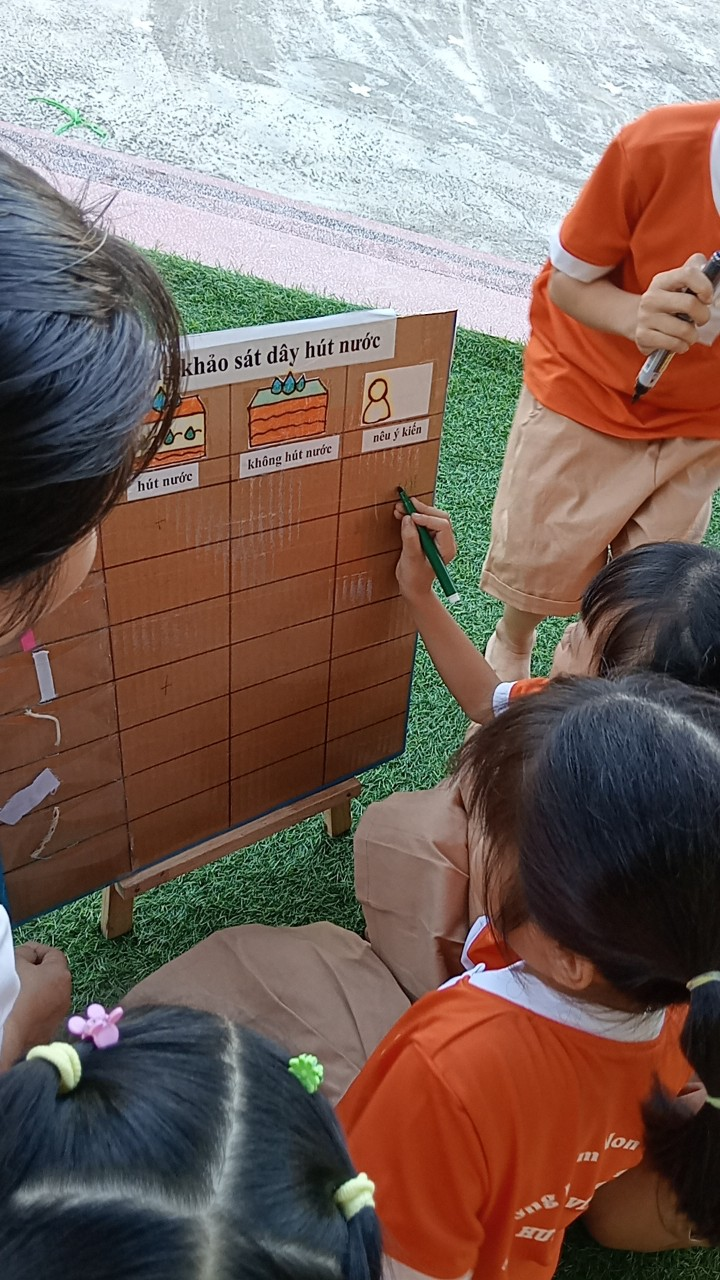 khảo sát dây hút nước
hút nước
không hút nước
nêu ý kiến